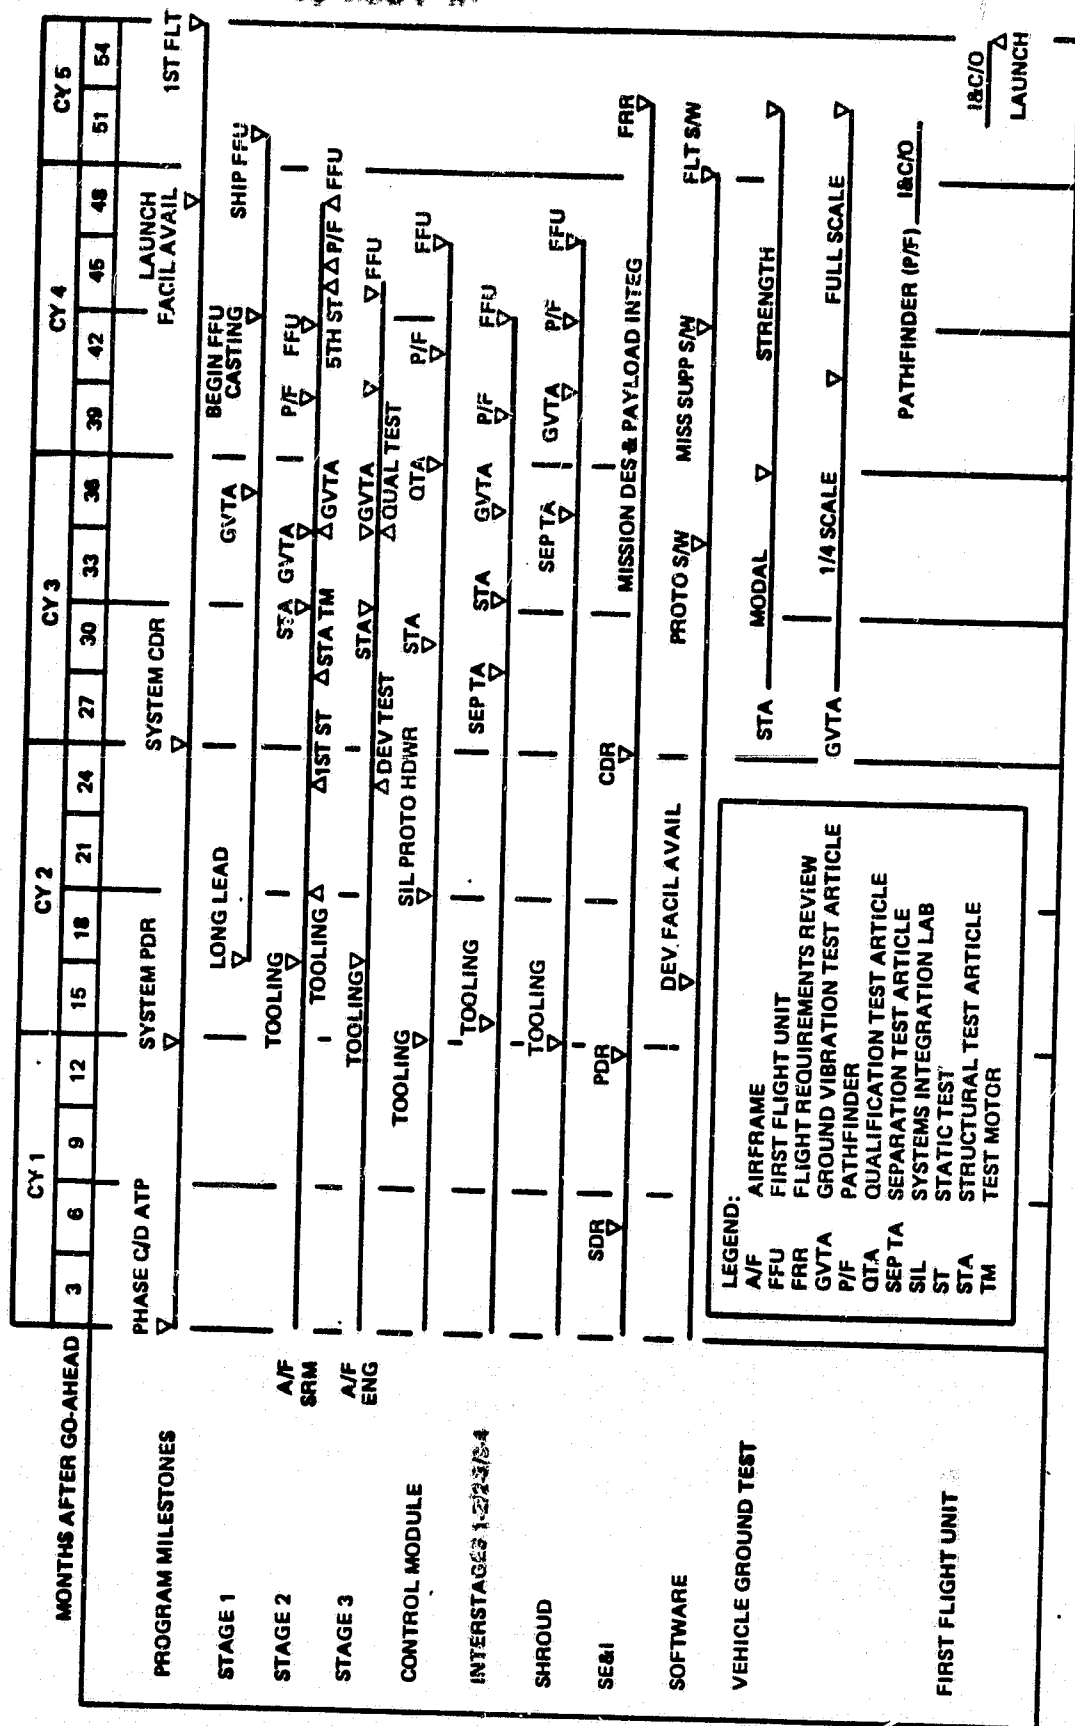 MONTHS AFTER GO-AHEAD
CY 1 CY 2 CY 3 CY 4 CY 5
3 6 9 12 15 18 21 24 27 30 33 36 39 42 45 48 51 54
PROGRAM MILESTONES
PHASE C/D ATP
SYSTEM PDR
SYSTEM CDR
LAUNCH
FACIL AVAIL
1ST FLT
STAGE 1
LONG LEAD
GVTA
BEGIN FFU
CASTING
SHIP FFU
STAGE 2
A/F
TOOLING STA GVTA P/F FFU
SRM
TOOLING 1ST ST STA TM GVTA 5TH ST P/F FFU
STAGE 3
A/F
TOOLING STA GVTA FFU
ENG
DEV TEST QUAL TEST
CONTROL MODULE
TOOLING SIL PROTO HDWR STA QTA P/F FFU
INTERSTAGES
TOOLING SEP TA STA GVTA P/F FFU
SHROUD
TOOLING SEP TA GVTA P/F FFU
SE&I
SDR PDR CDR MISSION DES & PAYLOAD INTEG FRR
SOFTWARE
DEV. FACIL AVAIL PROTO S/W MISS SUPP S/W FLT S/W
VEHICLE GROUND TEST
STA MODAL STRENGTH
GVTA 1/4 SCALE FULL SCALE
FIRST FLIGHT UNIT
PATHFINDER (P/F) I&C/O
I&C/O
LAUNCH
LEGEND:
A/F AIRFRAME
FFU FIRST FLIGHT UNIT
FRR FLIGHT REQUIREMENTS REVIEW
GVTA GROUND VIBRATION TEST ARTICLE
P/F PATHFINDER
QTA QUALIFICATION TEST ARTICLE
SEP TA SEPARATION TEST ARTICLE
SIL SYSTEMS INTEGRATION LAB
ST STATIC TEST
STA STRUCTURAL TEST ARTICLE
TM TEST MOTOR